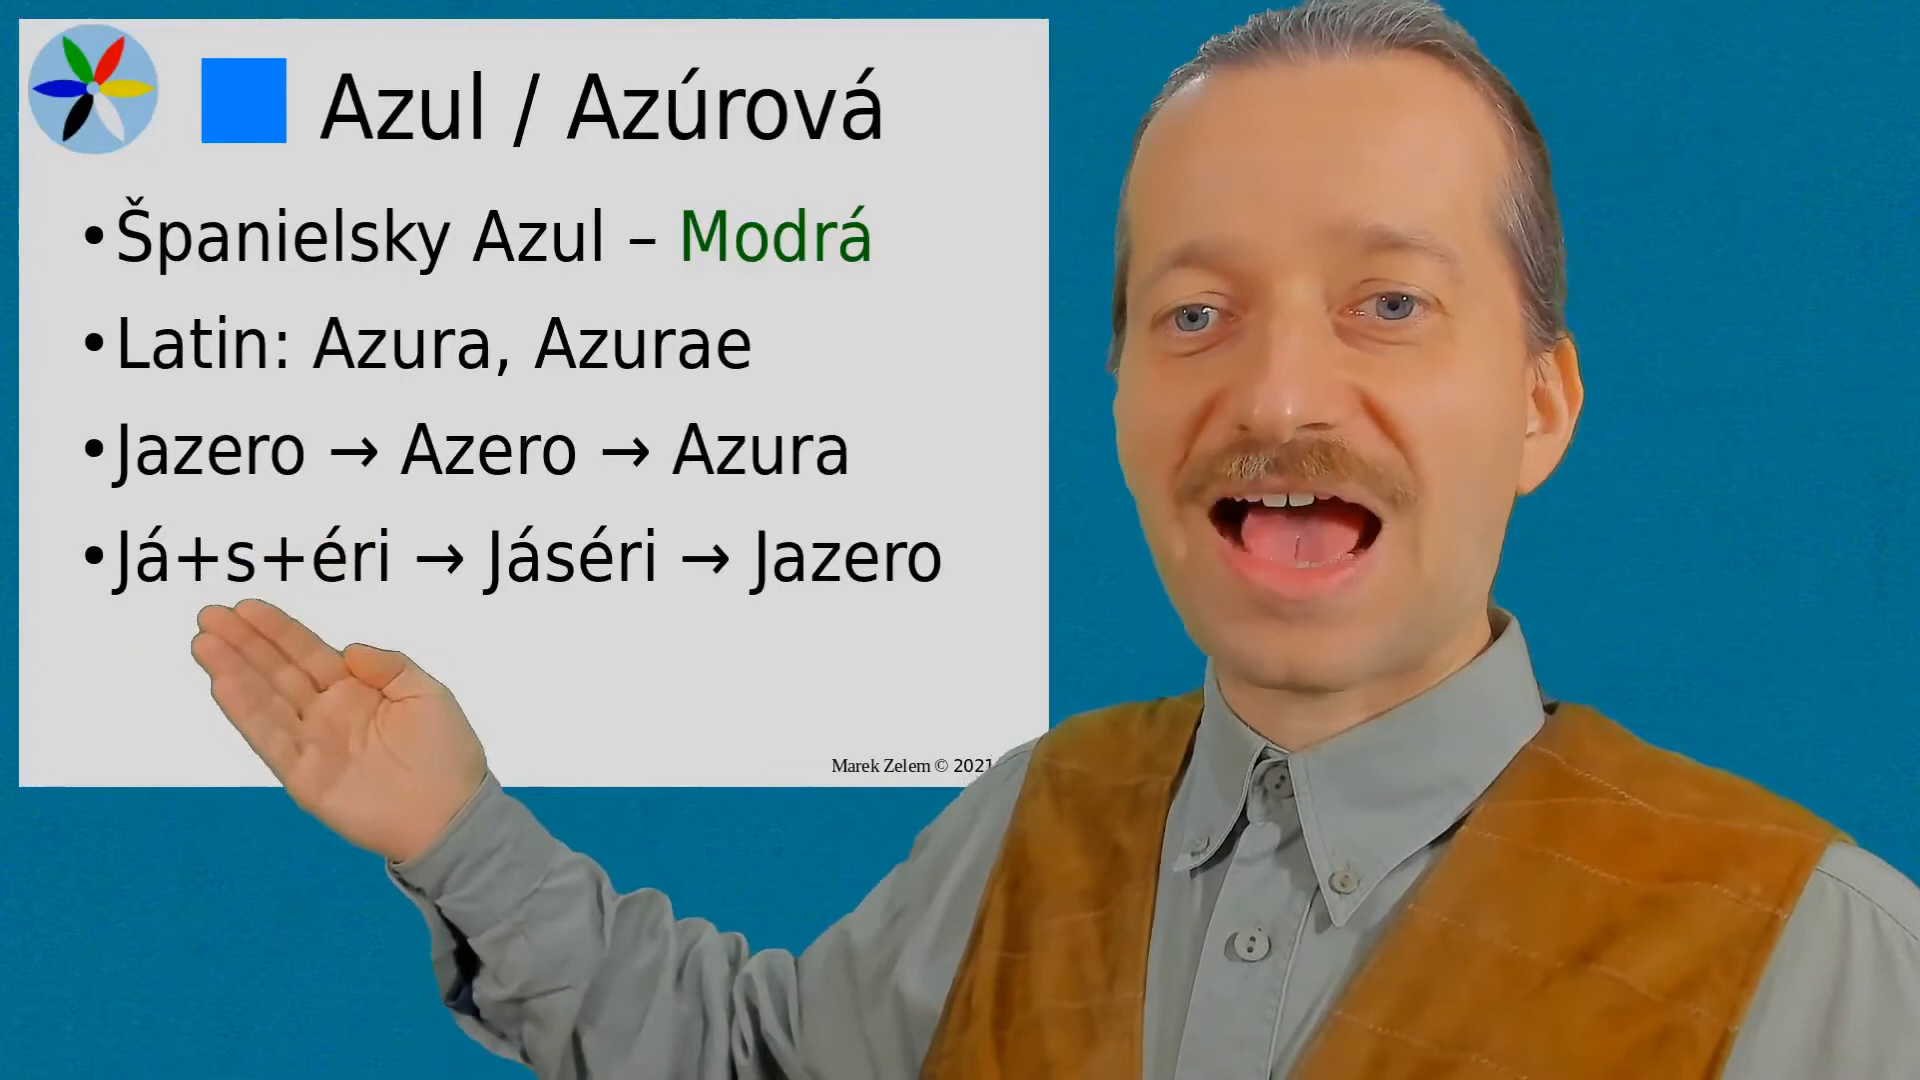 Azul / Azúrová
•Španielsky Azul – Modrá
•Latin: Azura, Azurae
•Jazero → Azero → Azura
•Já+s+éri → Jáséri → Jazero
Marek Zelem © 2021